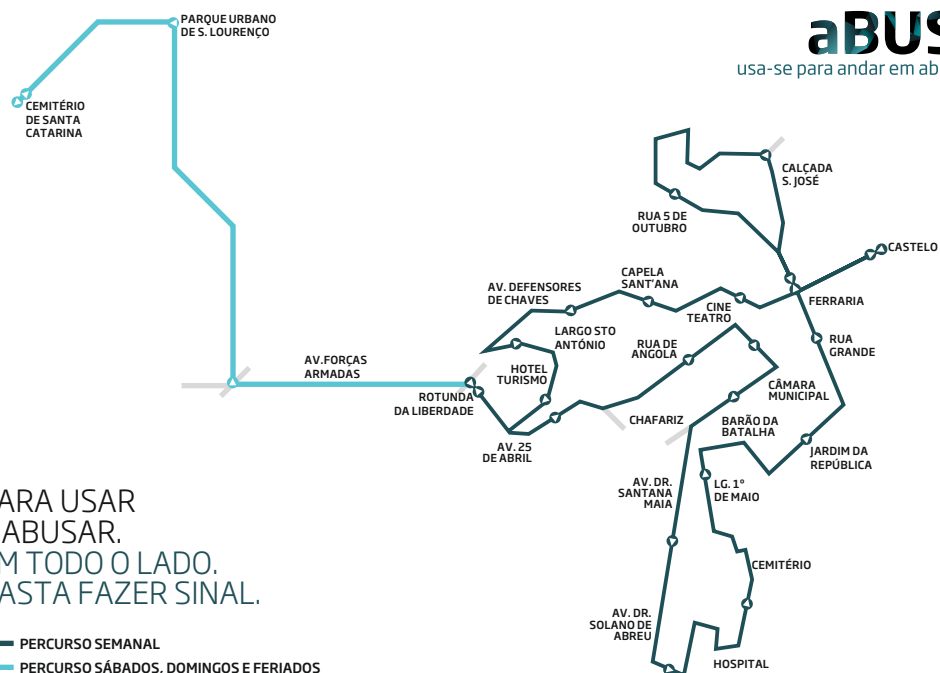 PARQUE URBANO
DE S. LOURENÇO
aBUS
usa-se para andar em ab
CEMITÉRIO
DE SANTA
CATARINA
CALÇADA
S. JOSÉ
RUA 5 DE
OUTUBRO
CASTELO
CAPELA
SANT'ANA
AV. DEFENSORES
DE CHAVES
CINE
TEATRO
FERRARIA
LARGO STO
ANTÓNIO
RUA DE
ANGOLA
RUA
GRANDE
AV.FORÇAS
ARMADAS
HOTEL
TURISMO
ROTUNDA
DA LIBERDADE
CÂMARA
MUNICIPAL
CHAFARIZ
BARÃO DA
BATALHA
AV. 25
DE ABRIL
JARDIM DA
REPÚBLICA
AV. DR.
SANTANA
MAIA
LG. 1º
DE MAIO
CEMITÉRIO
AV. DR.
SOLANO DE
ABREU
HOSPITAL
ARA USAR
ABUSAR.
M TODO O LADO.
ASTA FAZER SINAL.
PERCURSO SEMANAL
PERCURSO SÁBADOS, DOMINGOS E FERIADOS